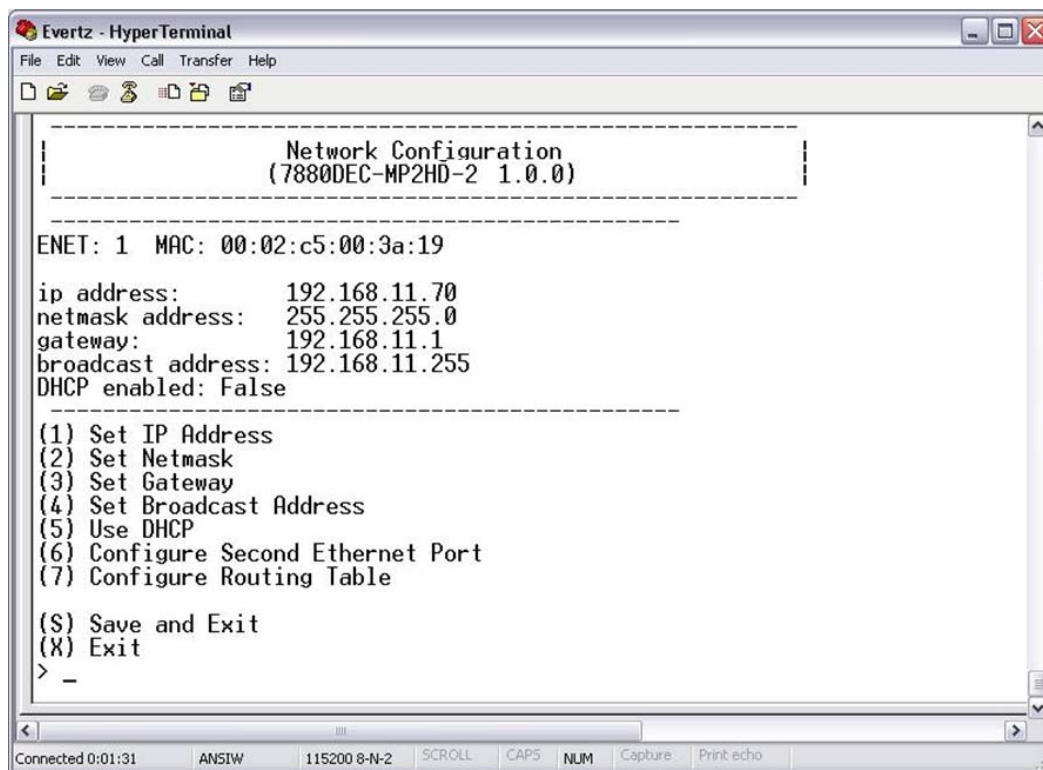 Evertz - HyperTerminal
File Edit View Call Transfer Help
Network Configuration
(7880DEC-MP2HD-2 1.0.0)
ENET: 1 MAC: 00:02:c5:00:3a:19
ip address: 192.168.11.70
netmask address: 255.255.255.0
gateway: 192.168.11.1
broadcast address: 192.168.11.255
DHCP enabled: False
(1) Set IP Address
(2) Set Netmask
(3) Set Gateway
(4) Set Broadcast Address
(5) Use DHCP
(6) Configure Second Ethernet Port
(7) Configure Routing Table
(S) Save and Exit
(X) Exit
> _
Connected 0:01:31 ANSIW 115200 8-N-2 SCROLL CAPS NUM Capture Print echo